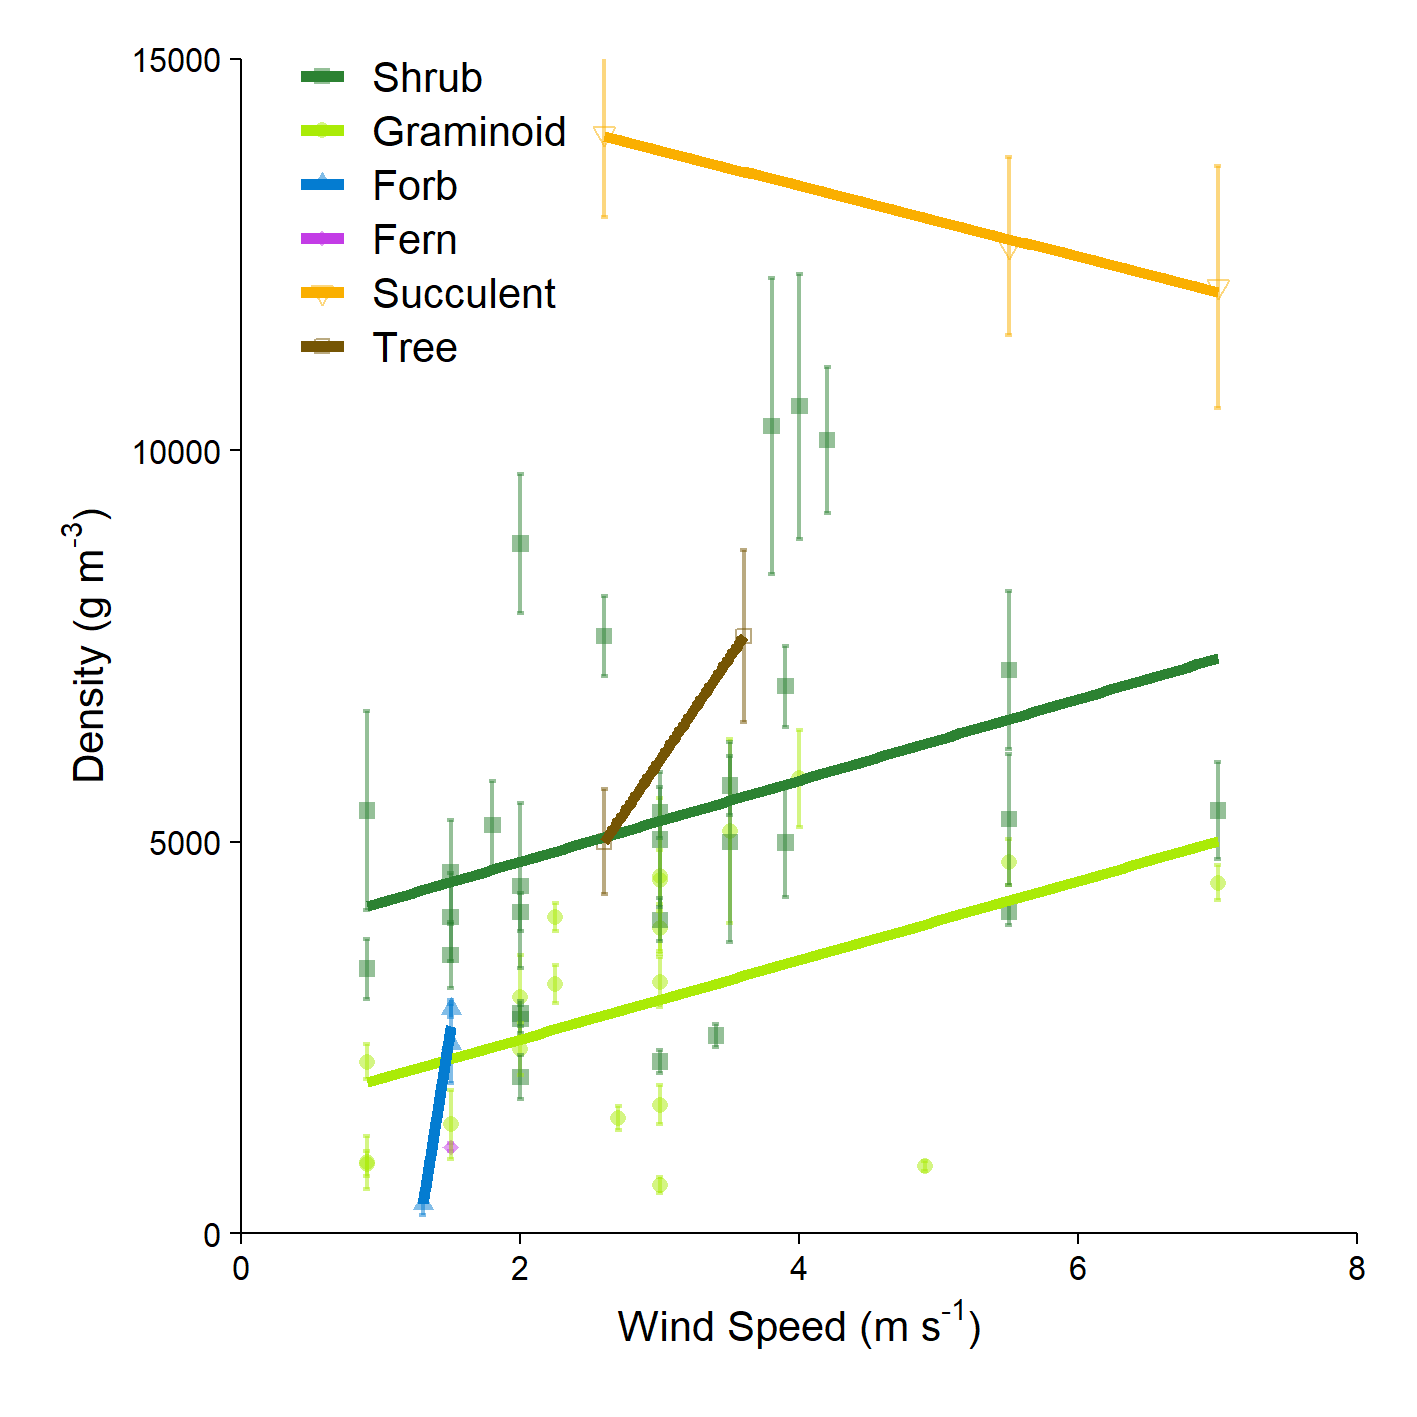 15000
Shrub
Graminoid
Forb
Fern
Succulent
Tree
10000
5000
0
Density (g m⁻³)
0 2 4 6 8
Wind Speed (m s⁻¹)